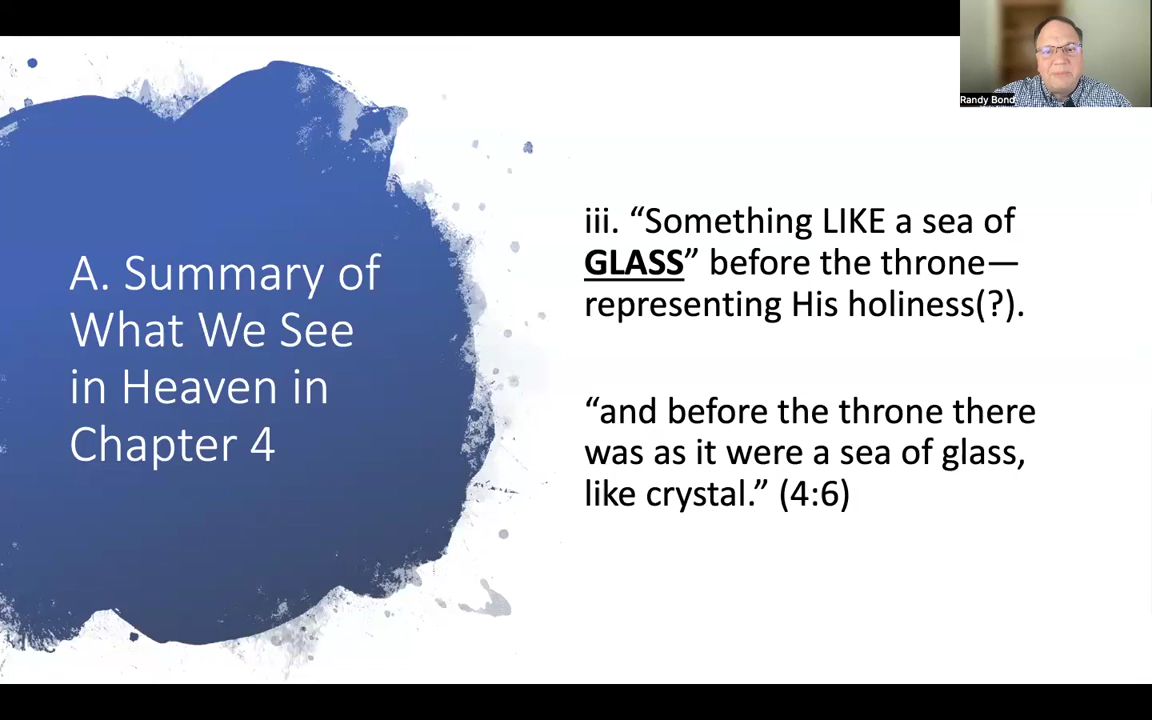 Randy Bond
A. Summary of
What We See
in Heaven in
Chapter 4
iii. “Something LIKE a sea of
GLASS” before the throne—
representing His holiness(?).
“and before the throne there
was as it were a sea of glass,
like crystal.” (4:6)